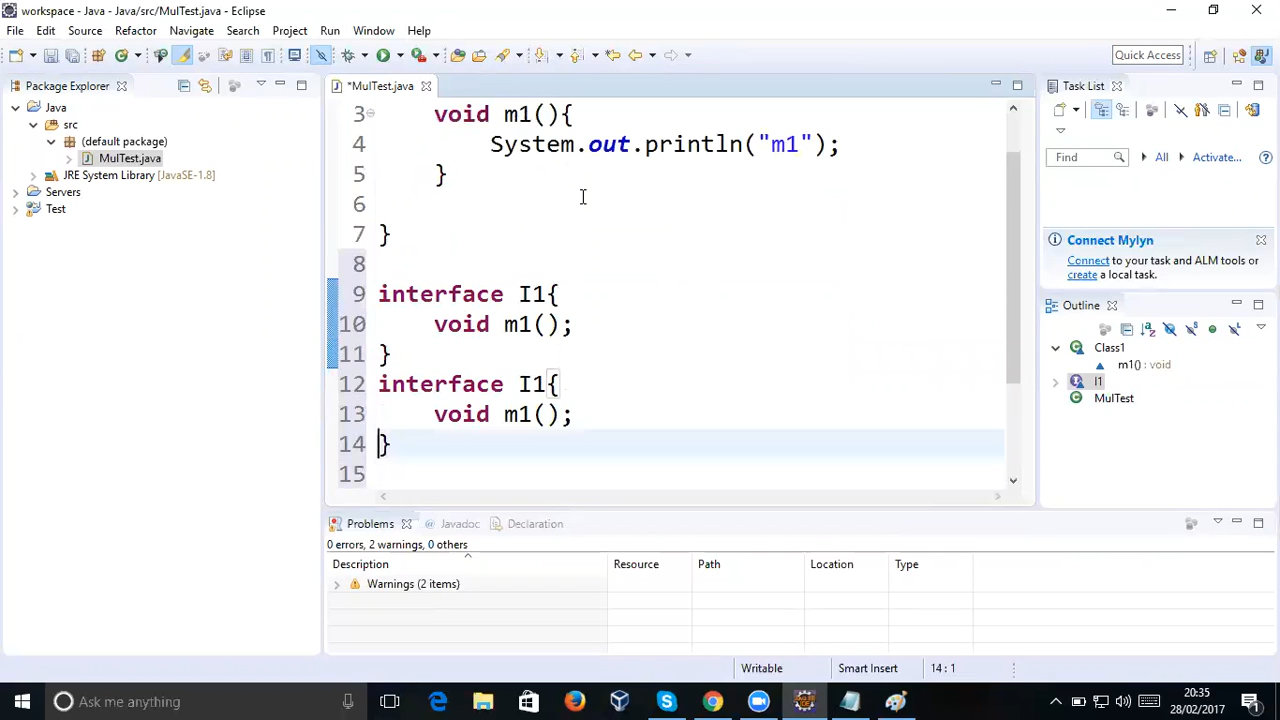 workspace - Java - Java/src/MulTest.java - Eclipse
File Edit Source Refactor Navigate Search Project Run Window Help
Quick Access
Package Explorer
*MulTest.java
Task List
Java
src
(default package)
MulTest.java
JRE System Library [JavaSE-1.8]
Servers
Test
3 void m1(){
4 System.out.println("m1");
5 }
6
7 }
8
9 interface I1{
10 void m1();
11 }
12 interface I1{
13 void m1();
14 }
15
Find All Activate...
Connect Mylyn
Connect to your task and ALM tools or
create a local task.
Outline
Class1
m1() : void
I1
MulTest
Problems Javadoc Declaration
0 errors, 2 warnings, 0 others
Description Resource Path Location Type
Warnings (2 items)
Writable Smart Insert 14 : 1
Ask me anything
20:35
28/02/2017
1